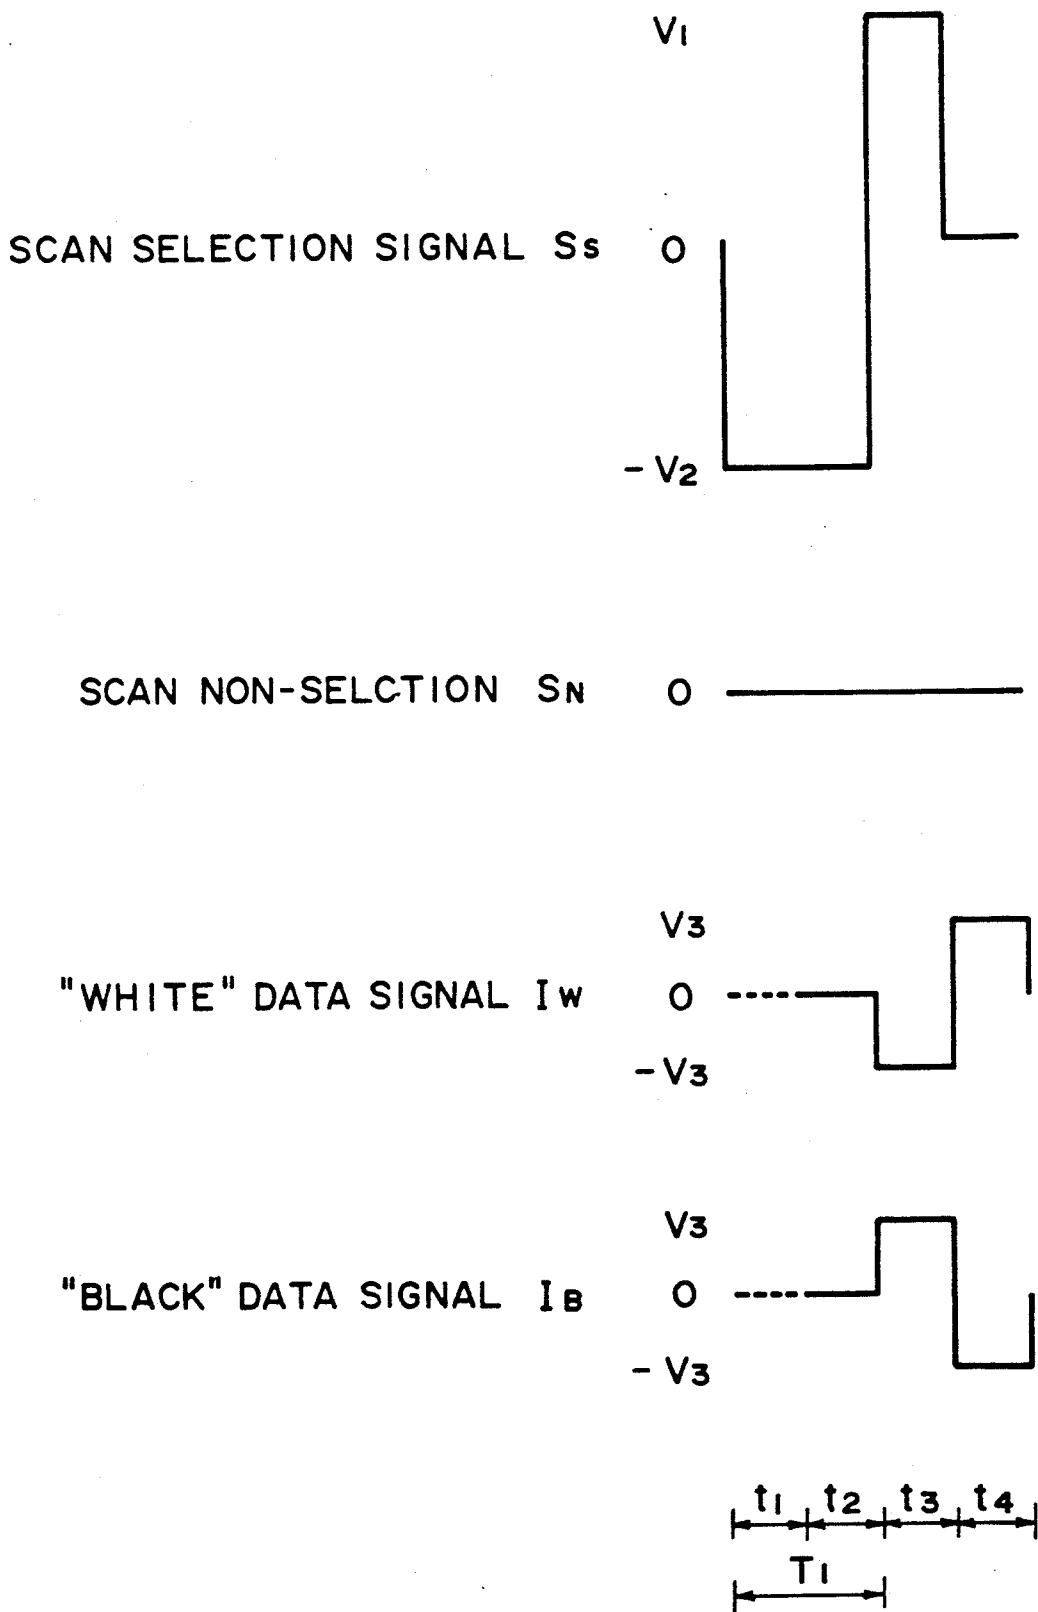 V1
SCAN SELECTION SIGNAL Ss 0
-V2
SCAN NON-SELCTION SN 0
V3
"WHITE" DATA SIGNAL IW 0
-V3
V3
"BLACK" DATA SIGNAL IB 0
-V3
t1 t2 t3 t4
T1